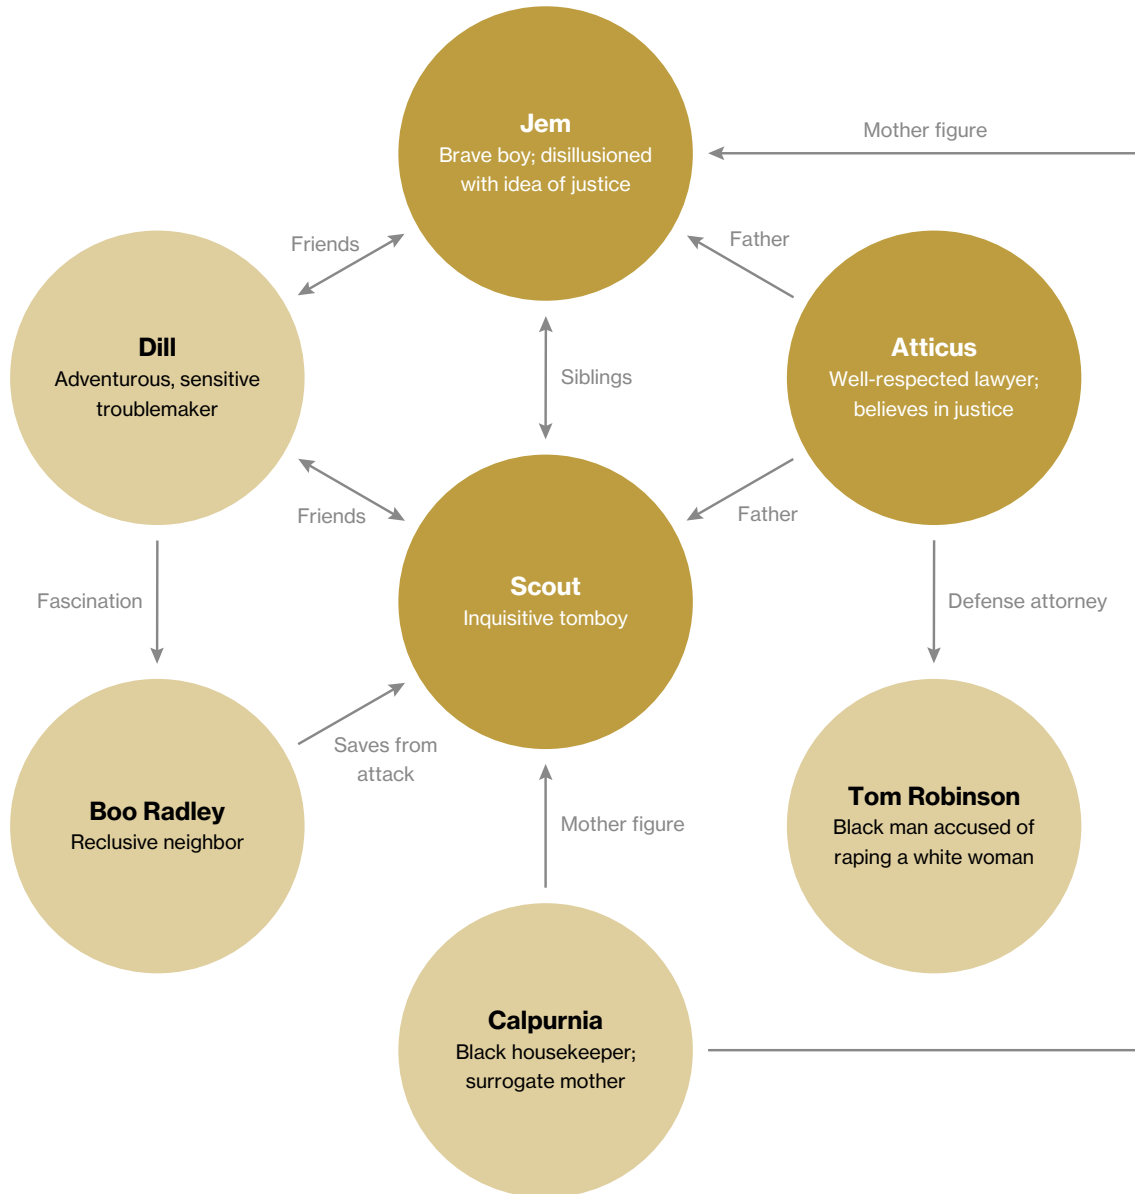 Jem
Brave boy; disillusioned
with idea of justice
Mother figure
Friends
Father
Dill
Adventurous, sensitive
troublemaker
Siblings
Atticus
Well-respected lawyer;
believes in justice
Friends
Father
Scout
Inquisitive tomboy
Fascination
Defense attorney
Saves from
attack
Boo Radley
Reclusive neighbor
Mother figure
Tom Robinson
Black man accused of
raping a white woman
Calpurnia
Black housekeeper;
surrogate mother